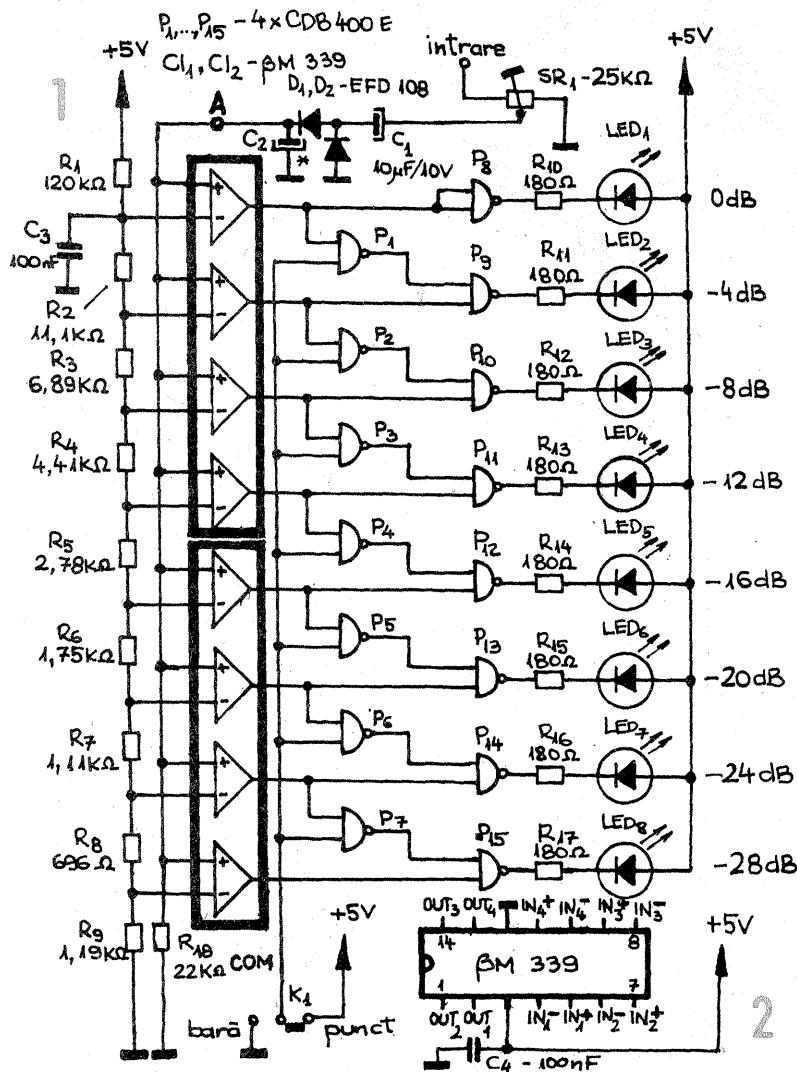 P1,..,P15 – 4×CDB400E
+5V
CI1, CI2 – βM 339
D1, D2 – EFD 108
intrare
SR1 – 25kΩ
+5V
1
A
C2
*
C1
10μF/10V
R1
120kΩ
C3
100nF
R2
11,1kΩ
R3
6,89kΩ
R4
4,41kΩ
R5
2,78kΩ
R6
1,75kΩ
R7
1,11kΩ
R8
696Ω
R9
1,19kΩ
R18
22kΩ
COM
P1
P2
P3
P4
P5
P6
P7
P8
R10
180Ω
LED1
0dB
P9
R11
180Ω
LED2
-4dB
P10
R12
180Ω
LED3
-8dB
P11
R13
180Ω
LED4
-12dB
P12
R14
180Ω
LED5
-16dB
P13
R15
180Ω
LED6
-20dB
P14
R16
180Ω
LED7
-24dB
P15
R17
180Ω
LED8
-28dB
K1
bară
punct
+5V
OUT3 OUT4 IN4+ IN4- IN3+ IN3-
14 8
βM 339
1 7
OUT2 OUT1 IN1- IN1+ IN2- IN2+
C4 – 100nF
+5V
2